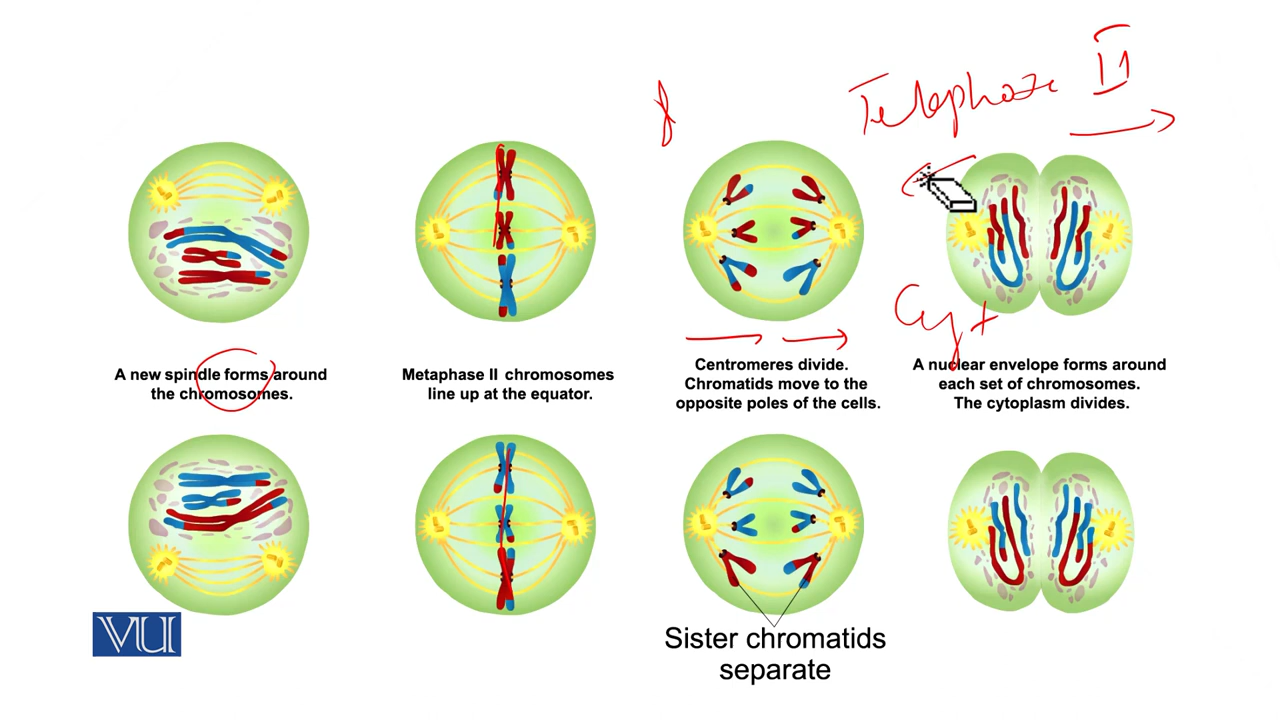 Telephase II
Cyt
A new spindle forms around
the chromosomes.
Metaphase II chromosomes
line up at the equator.
Centromeres divide.
Chromatids move to the
opposite poles of the cells.
A nuclear envelope forms around
each set of chromosomes.
The cytoplasm divides.
VU
Sister chromatids
separate